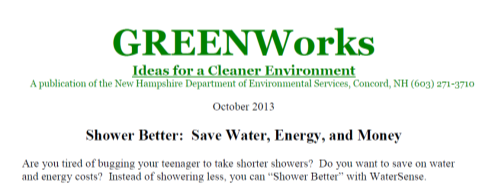 GREENWorks
Ideas for a Cleaner Environment
A publication of the New Hampshire Department of Environmental Services, Concord, NH (603) 271-3710
October 2013
Shower Better: Save Water, Energy, and Money
Are you tired of bugging your teenager to take shorter showers? Do you want to save on water
and energy costs? Instead of showering less, you can “Shower Better” with WaterSense.